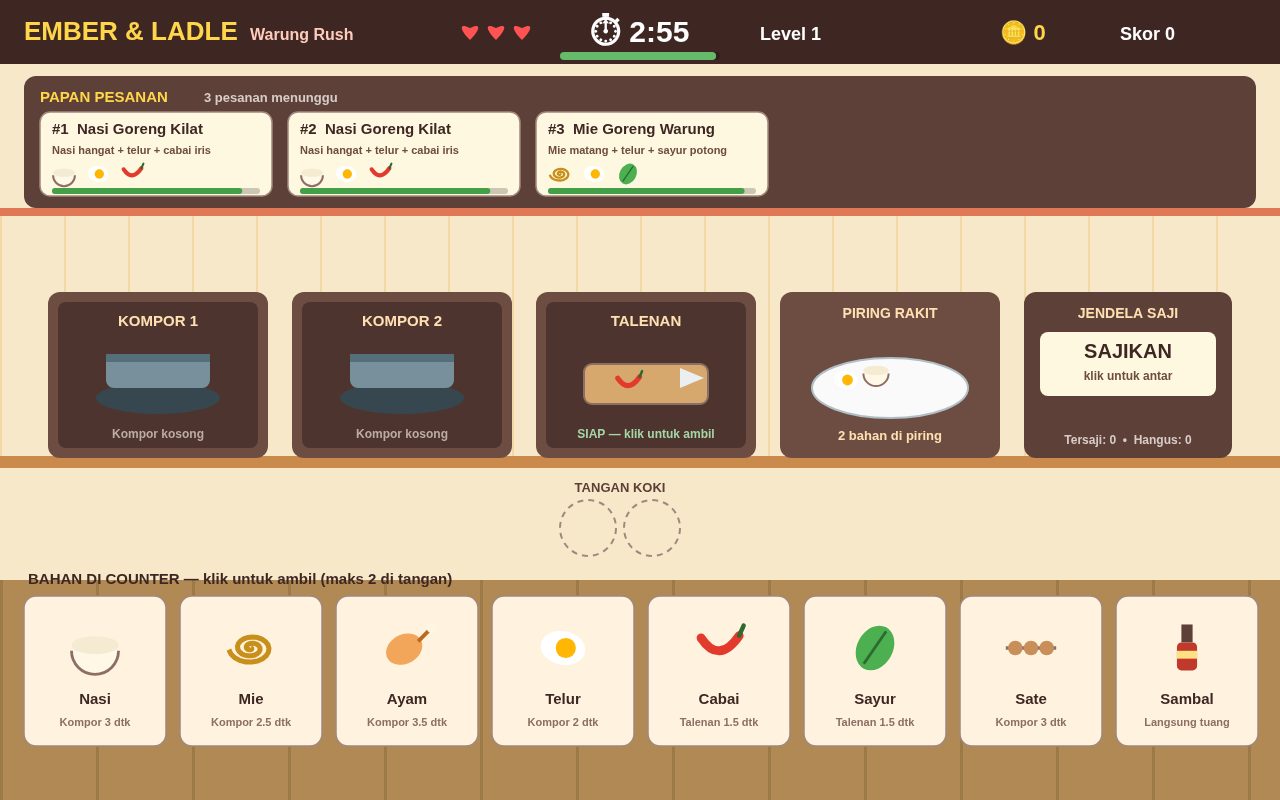 EMBER & LADLE Warung Rush 2:55 Level 1 🪙 0 Skor 0
PAPAN PESANAN 3 pesanan menunggu
#1 Nasi Goreng Kilat
Nasi hangat + telur + cabai iris
#2 Nasi Goreng Kilat
Nasi hangat + telur + cabai iris
#3 Mie Goreng Warung
Mie matang + telur + sayur potong
KOMPOR 1
Kompor kosong
KOMPOR 2
Kompor kosong
TALENAN
SIAP — klik untuk ambil
PIRING RAKIT
2 bahan di piring
JENDELA SAJI
SAJIKAN
klik untuk antar
Tersaji: 0 • Hangus: 0
TANGAN KOKI
BAHAN DI COUNTER — klik untuk ambil (maks 2 di tangan)
Nasi
Kompor 3 dtk
Mie
Kompor 2.5 dtk
Ayam
Kompor 3.5 dtk
Telur
Kompor 2 dtk
Cabai
Talenan 1.5 dtk
Sayur
Talenan 1.5 dtk
Sate
Kompor 3 dtk
Sambal
Langsung tuang